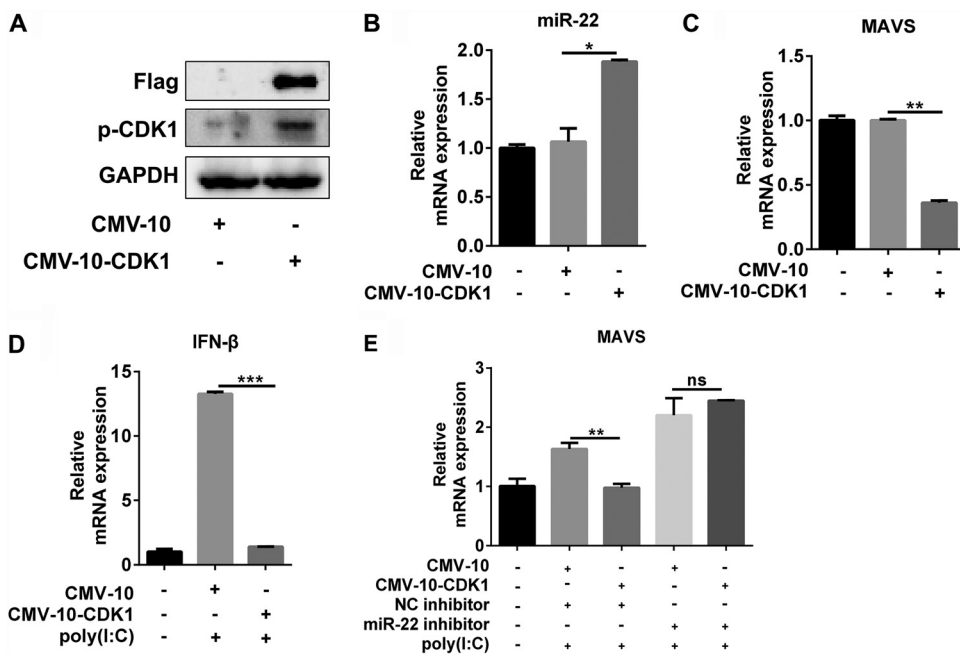 A
Flag
p-CDK1
GAPDH
CMV-10 + -
CMV-10-CDK1 - +
B
miR-22
Relative
mRNA expression
2.0
1.5
1.0
0.5
0.0
*
CMV-10 - + -
CMV-10-CDK1 - - +
C
MAVS
Relative
mRNA expression
1.5
1.0
0.5
0.0
**
CMV-10 - + -
CMV-10-CDK1 - - +
D
IFN-β
Relative
mRNA expression
15
10
5
0
***
CMV-10 - + -
CMV-10-CDK1 - - +
poly(I:C) - + +
E
MAVS
Relative
mRNA expression
3
2
1
0
**
ns
CMV-10 - + - + -
CMV-10-CDK1 - - + - +
NC inhibitor - + + - -
miR-22 inhibitor - - - + +
poly(I:C) - + + + +